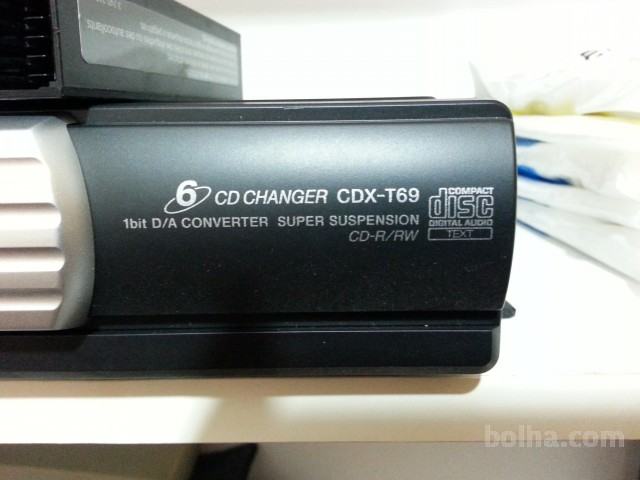 6 CD CHANGER CDX-T69
1bit D/A CONVERTER SUPER SUSPENSION
CD-R/RW
COMPACT
disc
DIGITAL AUDIO
TEXT
bolha.com